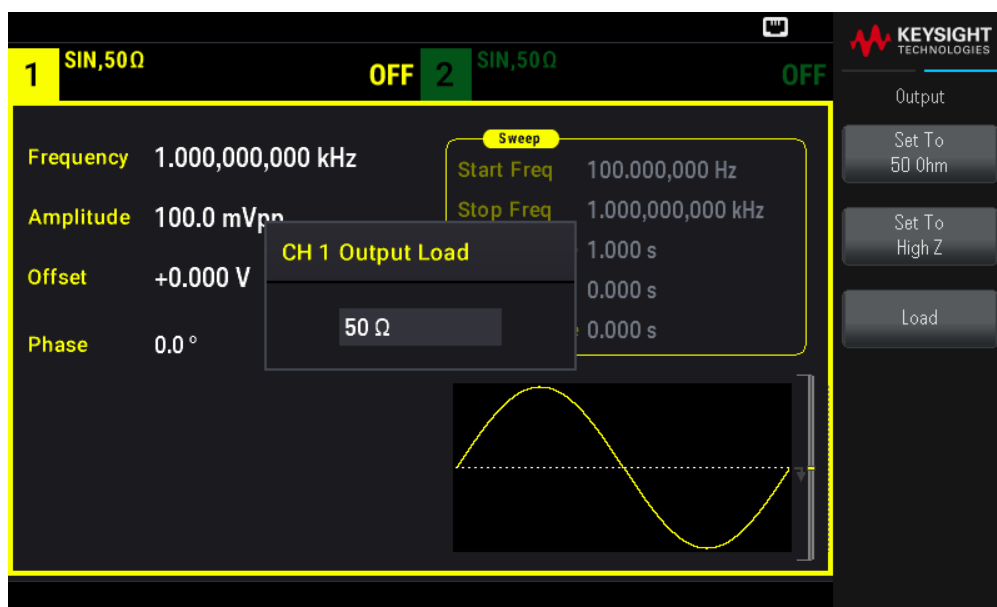 KEYSIGHT
TECHNOLOGIES
1 SIN,50Ω OFF 2 SIN,50Ω OFF
Output
Frequency 1.000,000,000 kHz
Amplitude 100.0 mVpp
Offset +0.000 V
Phase 0.0 °
Sweep
Start Freq 100.000,000 Hz
Stop Freq 1.000,000,000 kHz
1.000 s
0.000 s
0.000 s
CH 1 Output Load
50 Ω
Set To
50 Ohm
Set To
High Z
Load